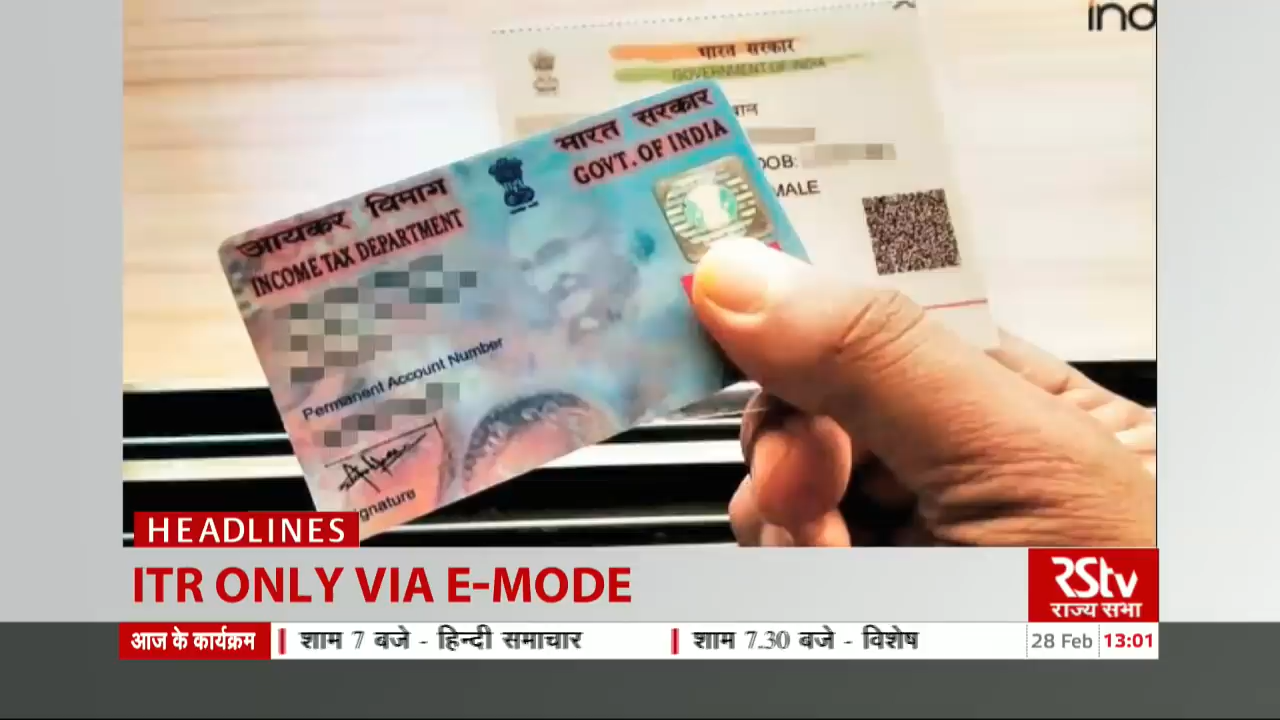 ind
भारत सरकार
GOVERNMENT OF INDIA
DOB:
MALE
आयकर विभाग
INCOME TAX DEPARTMENT
भारत सरकार
GOVT. OF INDIA
Permanent Account Number
HEADLINES
ITR ONLY VIA E-MODE
RStv
राज्य सभा
आज के कार्यक्रम
शाम 7 बजे - हिन्दी समाचार
शाम 7.30 बजे - विशेष
28 Feb 13:01